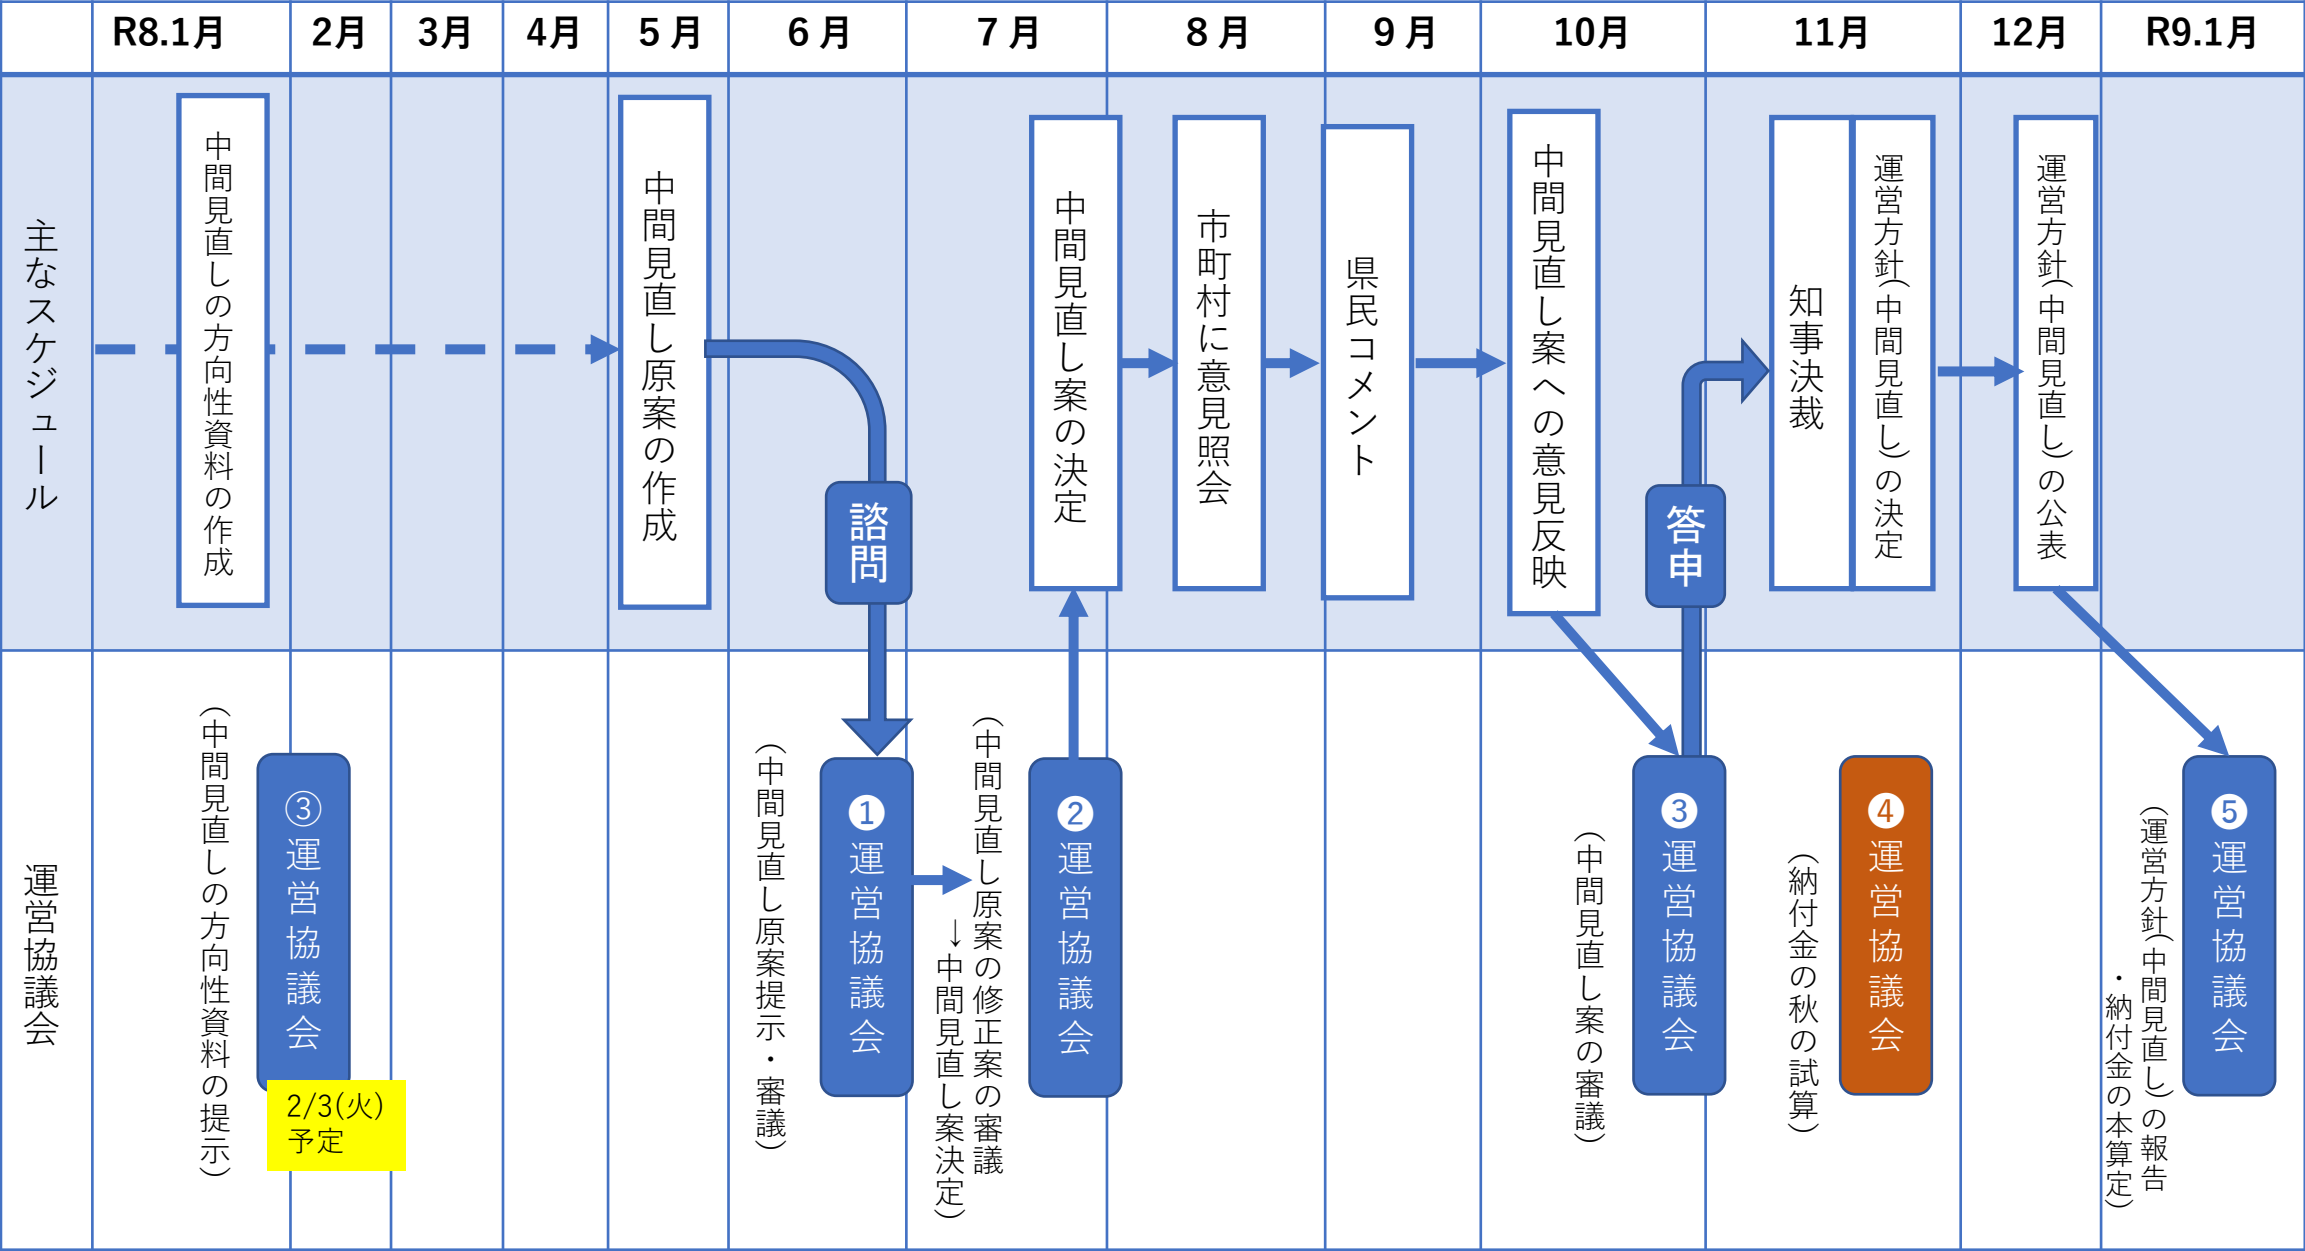 R8.1月
2月
3月
4月
５月
６月
７月
８月
９月
10月
11月
12月
R9.1月
主なスケジュール
中間見直しの方向性資料の作成
中間見直し原案の作成
諮問
中間見直し案の決定
市町村に意見照会
県民コメント
中間見直し案への意見反映
答申
知事決裁
運営方針(中間見直し)の決定
運営方針(中間見直し)の公表
運営協議会
（中間見直しの方向性資料の提示）
③運営協議会
2/3(火)
予定
（中間見直し原案提示・審議）
❶運営協議会
（中間見直し原案の修正案の審議
→中間見直し案決定）
❷運営協議会
（中間見直し案の審議）
❸運営協議会
（納付金の秋の試算）
❹運営協議会
（運営方針(中間見直し)の報告
・納付金の本算定）
❺運営協議会